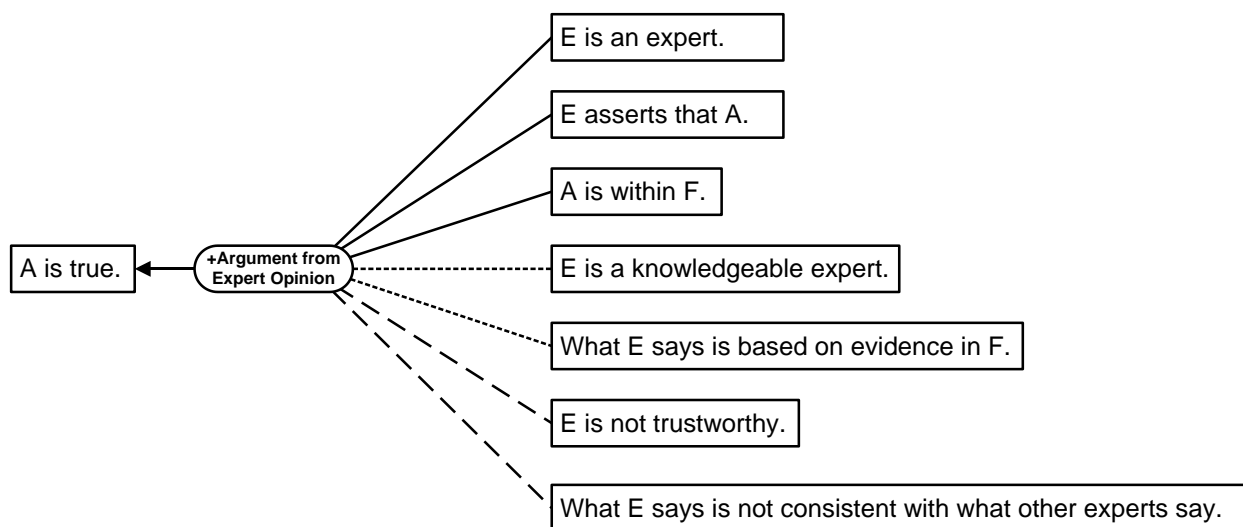 E is an expert.
E asserts that A.
A is within F.
A is true.
+Argument from
Expert Opinion
E is a knowledgeable expert.
What E says is based on evidence in F.
E is not trustworthy.
What E says is not consistent with what other experts say.